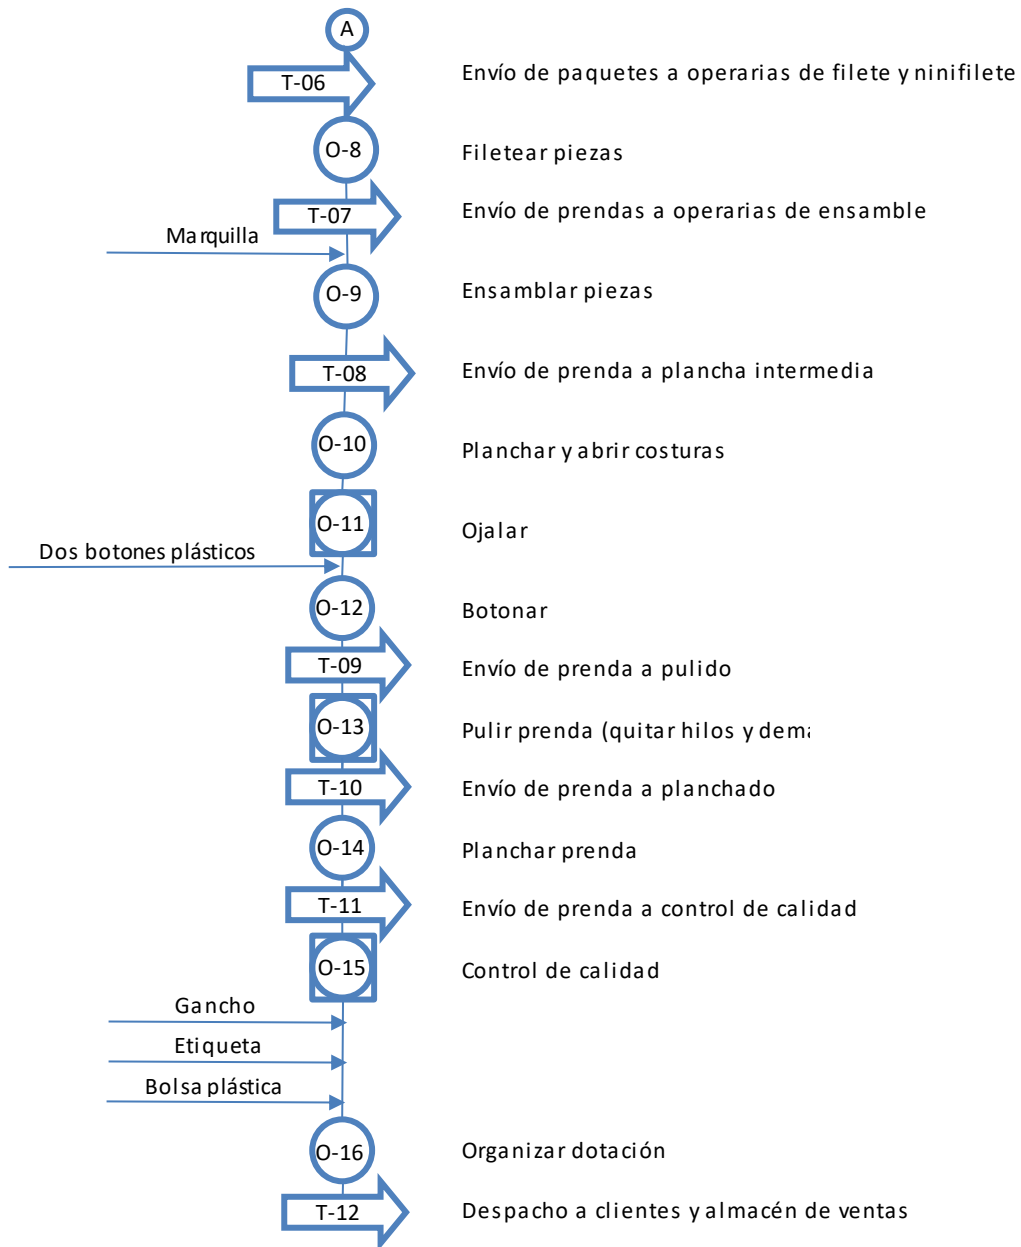 A
T-06 Envío de paquetes a operarias de filete y ninifilete
O-8 Filetear piezas
T-07 Envío de prendas a operarias de ensamble
Marquilla
O-9 Ensamblar piezas
T-08 Envío de prenda a plancha intermedia
O-10 Planchar y abrir costuras
O-11 Ojalar
Dos botones plásticos
O-12 Botonar
T-09 Envío de prenda a pulido
O-13 Pulir prenda (quitar hilos y dem
T-10 Envío de prenda a planchado
O-14 Planchar prenda
T-11 Envío de prenda a control de calidad
O-15 Control de calidad
Gancho
Etiqueta
Bolsa plástica
O-16 Organizar dotación
T-12 Despacho a clientes y almacén de ventas